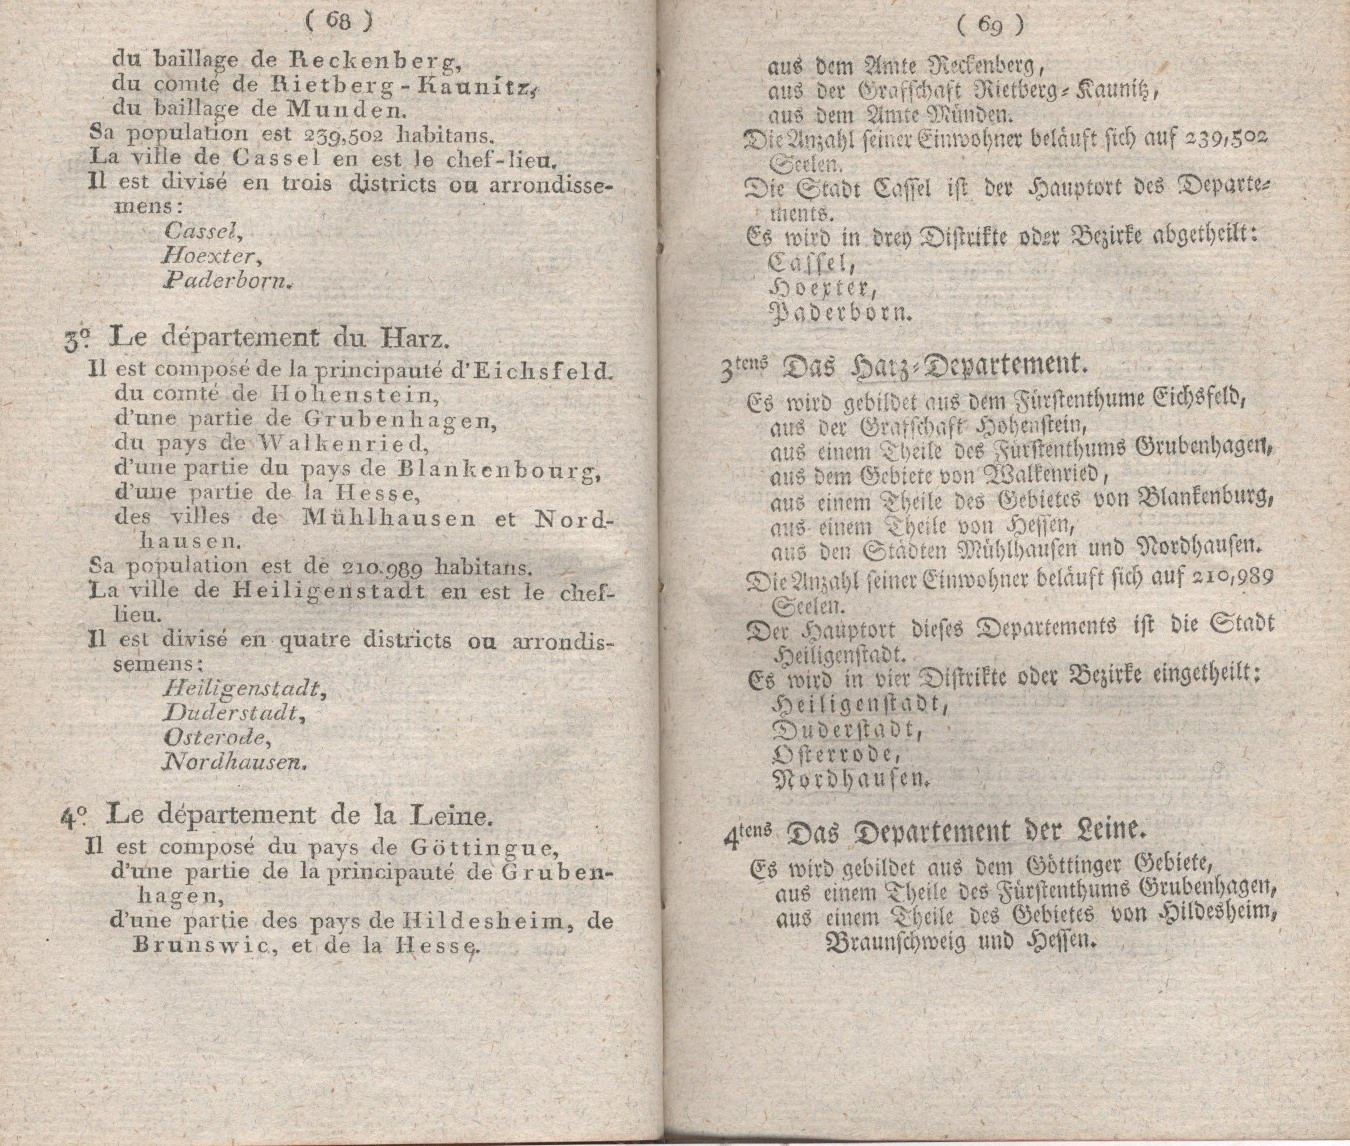 ( 68 )
du baillage de Reckenberg,
du comté de Rietberg-Kaunitz,
du baillage de Munden.
Sa population est 239,502 habitans.
La ville de Cassel en est le chef-lieu.
Il est divisé en trois districts ou arrondisse-
mens:
Cassel,
Hoexter,
Paderborn.
3º. Le département du Harz.
Il est composé de la principauté d'Eichsfeld.
du comté de Hohenstein,
d'une partie de Grubenhagen,
du pays de Walkenried,
d'une partie du pays de Blankenbourg,
d'une partie de la Hesse,
des villes de Mühlhausen et Nord-
hausen.
Sa population est de 210.989 habitans.
La ville de Heiligenstadt en est le chef-
lieu.
Il est divisé en quatre districts ou arrondis-
semens:
Heiligenstadt,
Duderstadt,
Osterode,
Nordhausen.
4º. Le département de la Leine.
Il est composé du pays de Göttingue,
d'une partie de la principauté de Gruben-
hagen,
d'une partie des pays de Hildesheim, de
Brunswic, et de la Hesse.
( 69 )
aus dem Amte Reckenberg,
aus der Grafschaft Rietberg-Kaunitz,
aus dem Amte Münden.
Die Anzahl seiner Einwohner beläuft sich auf 239,502
Seelen.
Die Stadt Cassel ist der Hauptort des Departe-
ments.
Es wird in drey Distrikte oder Bezirke abgetheilt:
Cassel,
Hoexter,
Paderborn.
3tens Das Harz-Departement.
Es wird gebildet aus dem Fürstenthume Eichsfeld,
aus der Grafschaft Hohenstein,
aus einem Theile des Fürstenthums Grubenhagen,
aus dem Gebiete von Walkenried,
aus einem Theile des Gebietes von Blankenburg,
aus einem Theile von Hessen,
aus den Städten Mühlhausen und Nordhausen.
Die Anzahl seiner Einwohner beläuft sich auf 210,989
Seelen.
Der Hauptort dieses Departements ist die Stadt
Heiligenstadt.
Es wird in vier Distrikte oder Bezirke eingetheilt:
Heiligenstadt,
Duderstadt,
Osterrode,
Nordhausen.
4tens Das Departement der Leine.
Es wird gebildet aus dem Göttinger Gebiete,
aus einem Theile des Fürstenthums Grubenhagen,
aus einem Theile des Gebietes von Hildesheim,
Braunschweig und Hessen.